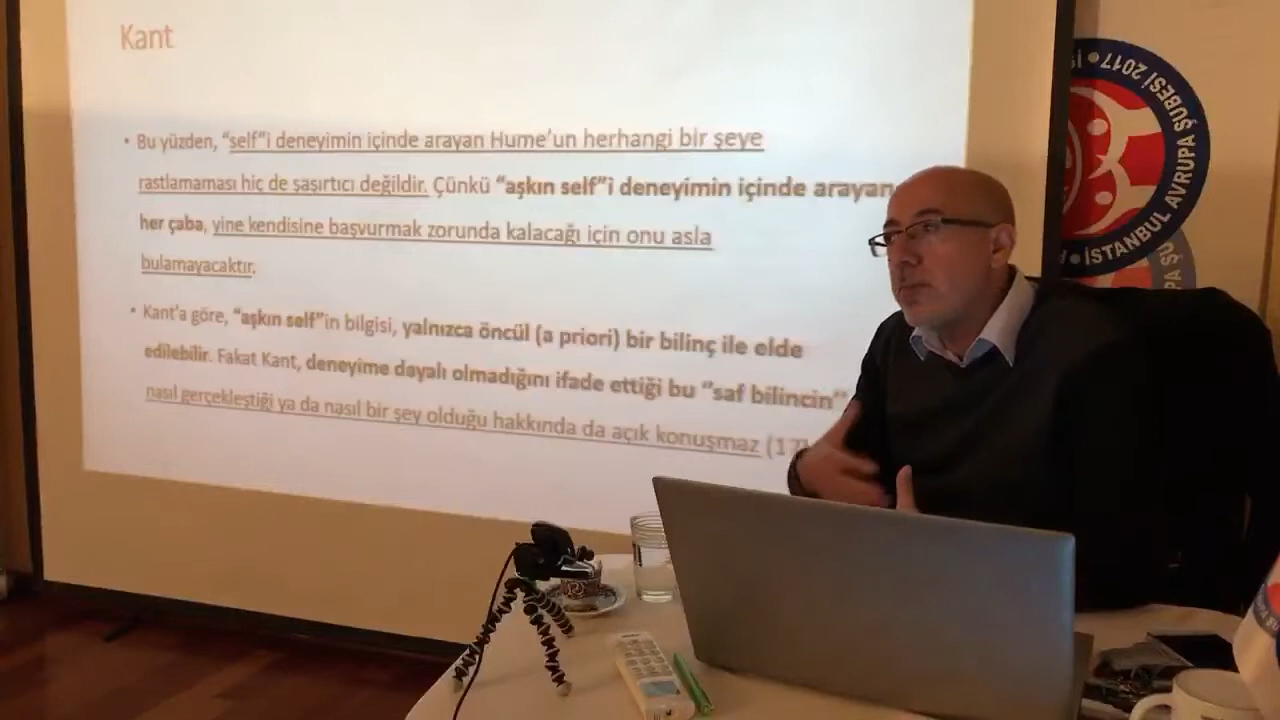 Kant
• Bu yüzden, “self”i deneyimin içinde arayan Hume’un herhangi bir şeye
rastlamaması hiç de şaşırtıcı değildir. Çünkü “aşkın self”i deneyimin içinde arayan
her çaba, yine kendisine başvurmak zorunda kalacağı için onu asla
bulamayacaktır.
• Kant’a göre, “aşkın self”in bilgisi, yalnızca öncül (a priori) bir bilinç ile elde
edilebilir. Fakat Kant, deneyime dayalı olmadığını ifade ettiği bu “saf bilincin”
nasıl gerçekleştiği ya da nasıl bir şey olduğu hakkında da açık konuşmaz
İSTANBUL AVRUPA ŞUBESİ 2017